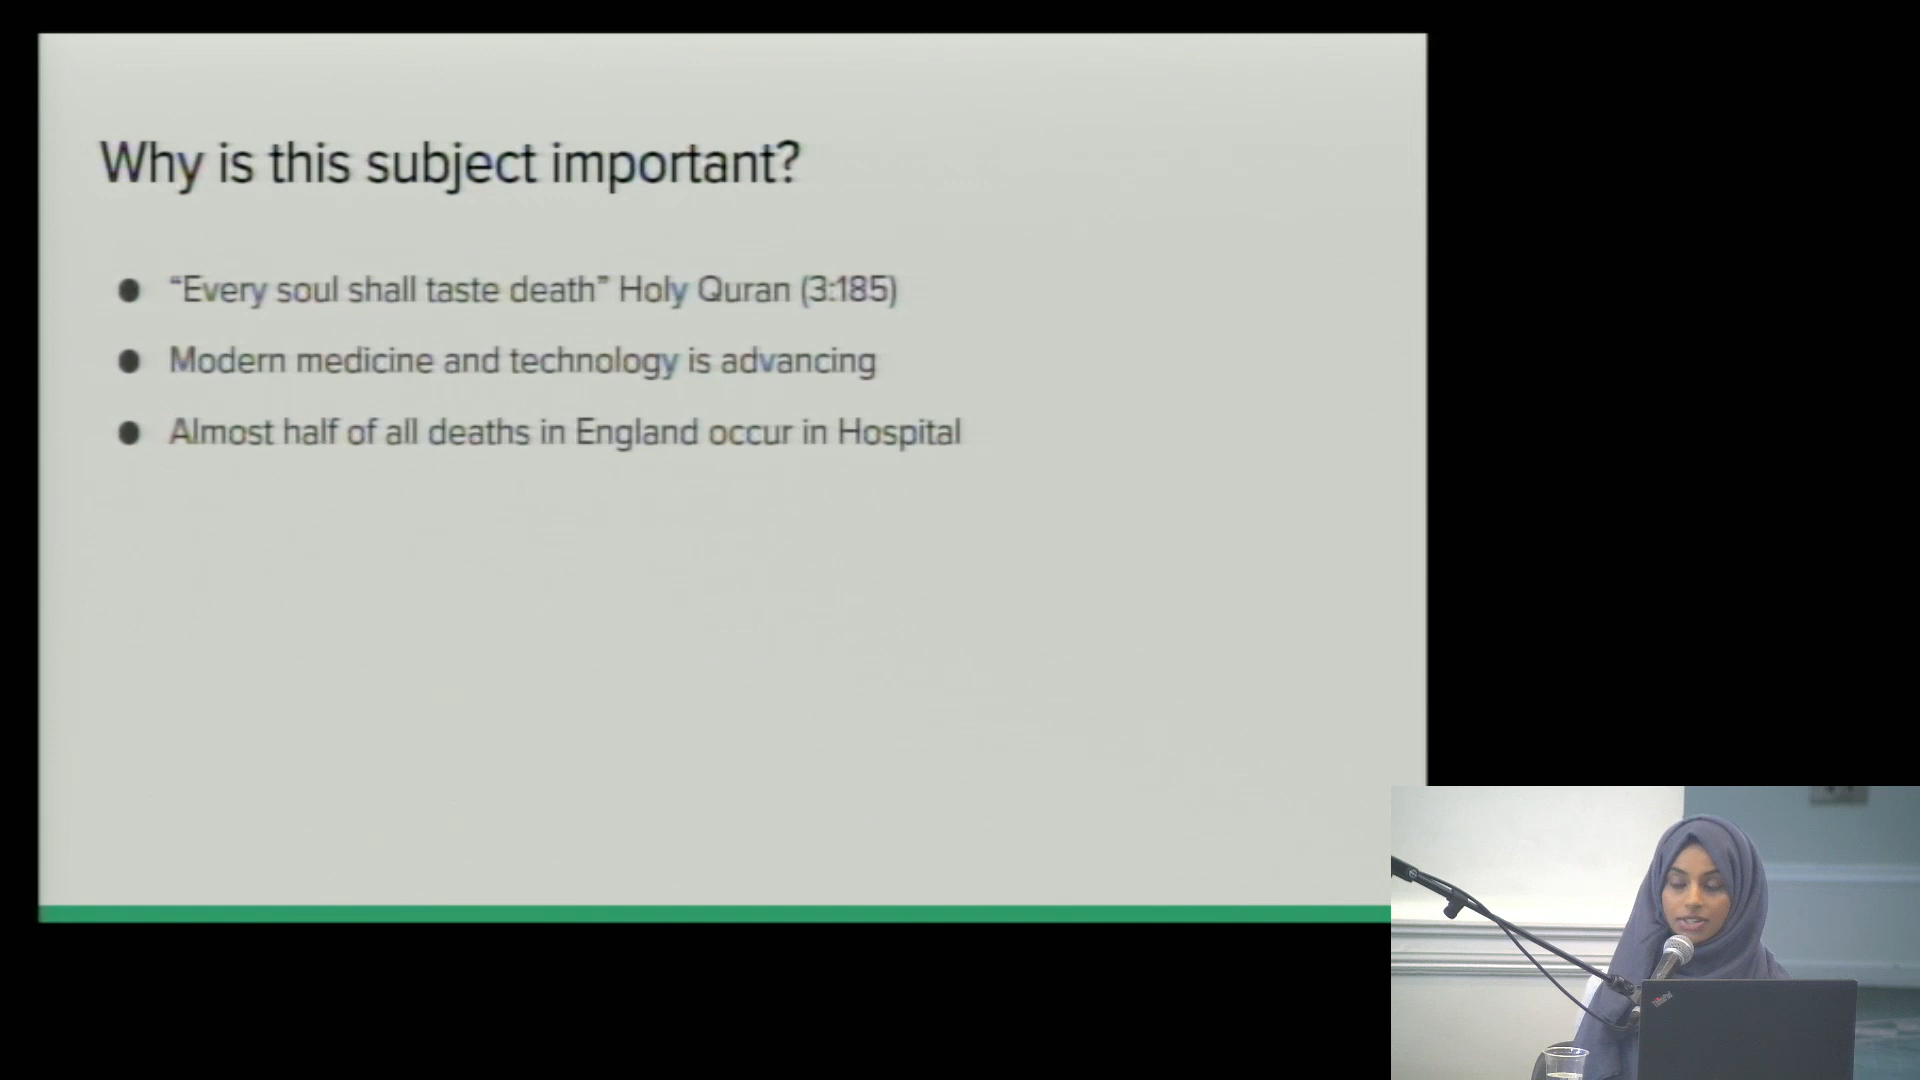 Why is this subject important?
● “Every soul shall taste death” Holy Quran (3:185)
● Modern medicine and technology is advancing
● Almost half of all deaths in England occur in Hospital
ThinkPad